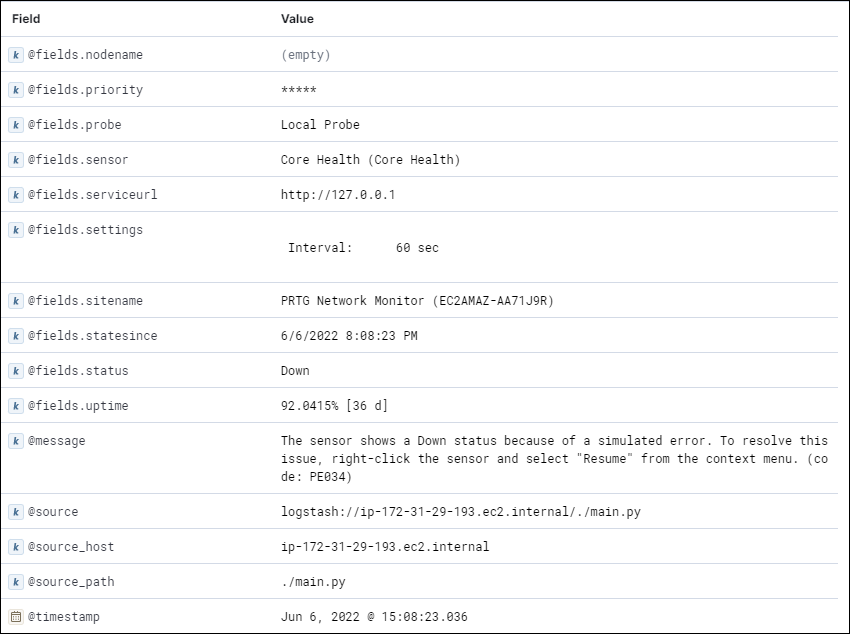 Field Value
k @fields.nodename (empty)
k @fields.priority *****
k @fields.probe Local Probe
k @fields.sensor Core Health (Core Health)
k @fields.serviceurl http://127.0.0.1
k @fields.settings
Interval: 60 sec
k @fields.sitename PRTG Network Monitor (EC2AMAZ-AA71J9R)
k @fields.statesince 6/6/2022 8:08:23 PM
k @fields.status Down
k @fields.uptime 92.0415% [36 d]
k @message The sensor shows a Down status because of a simulated error. To resolve this
issue, right-click the sensor and select "Resume" from the context menu. (co
de: PE034)
k @source logstash://ip-172-31-29-193.ec2.internal/./main.py
k @source_host ip-172-31-29-193.ec2.internal
k @source_path ./main.py
@timestamp Jun 6, 2022 @ 15:08:23.036